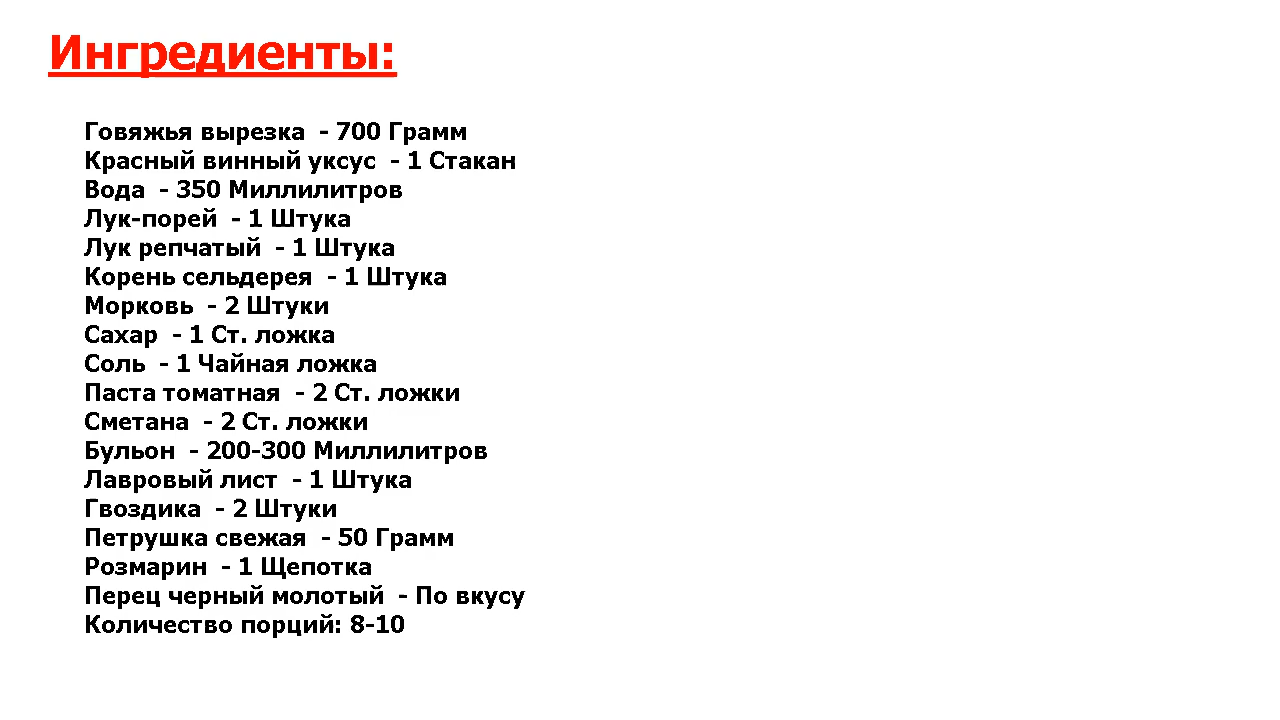 Ингредиенты:
Говяжья вырезка - 700 Грамм
Красный винный уксус - 1 Стакан
Вода - 350 Миллилитров
Лук-порей - 1 Штука
Лук репчатый - 1 Штука
Корень сельдерея - 1 Штука
Морковь - 2 Штуки
Сахар - 1 Ст. ложка
Соль - 1 Чайная ложка
Паста томатная - 2 Ст. ложки
Сметана - 2 Ст. ложки
Бульон - 200-300 Миллилитров
Лавровый лист - 1 Штука
Гвоздика - 2 Штуки
Петрушка свежая - 50 Грамм
Розмарин - 1 Щепотка
Перец черный молотый - По вкусу
Количество порций: 8-10